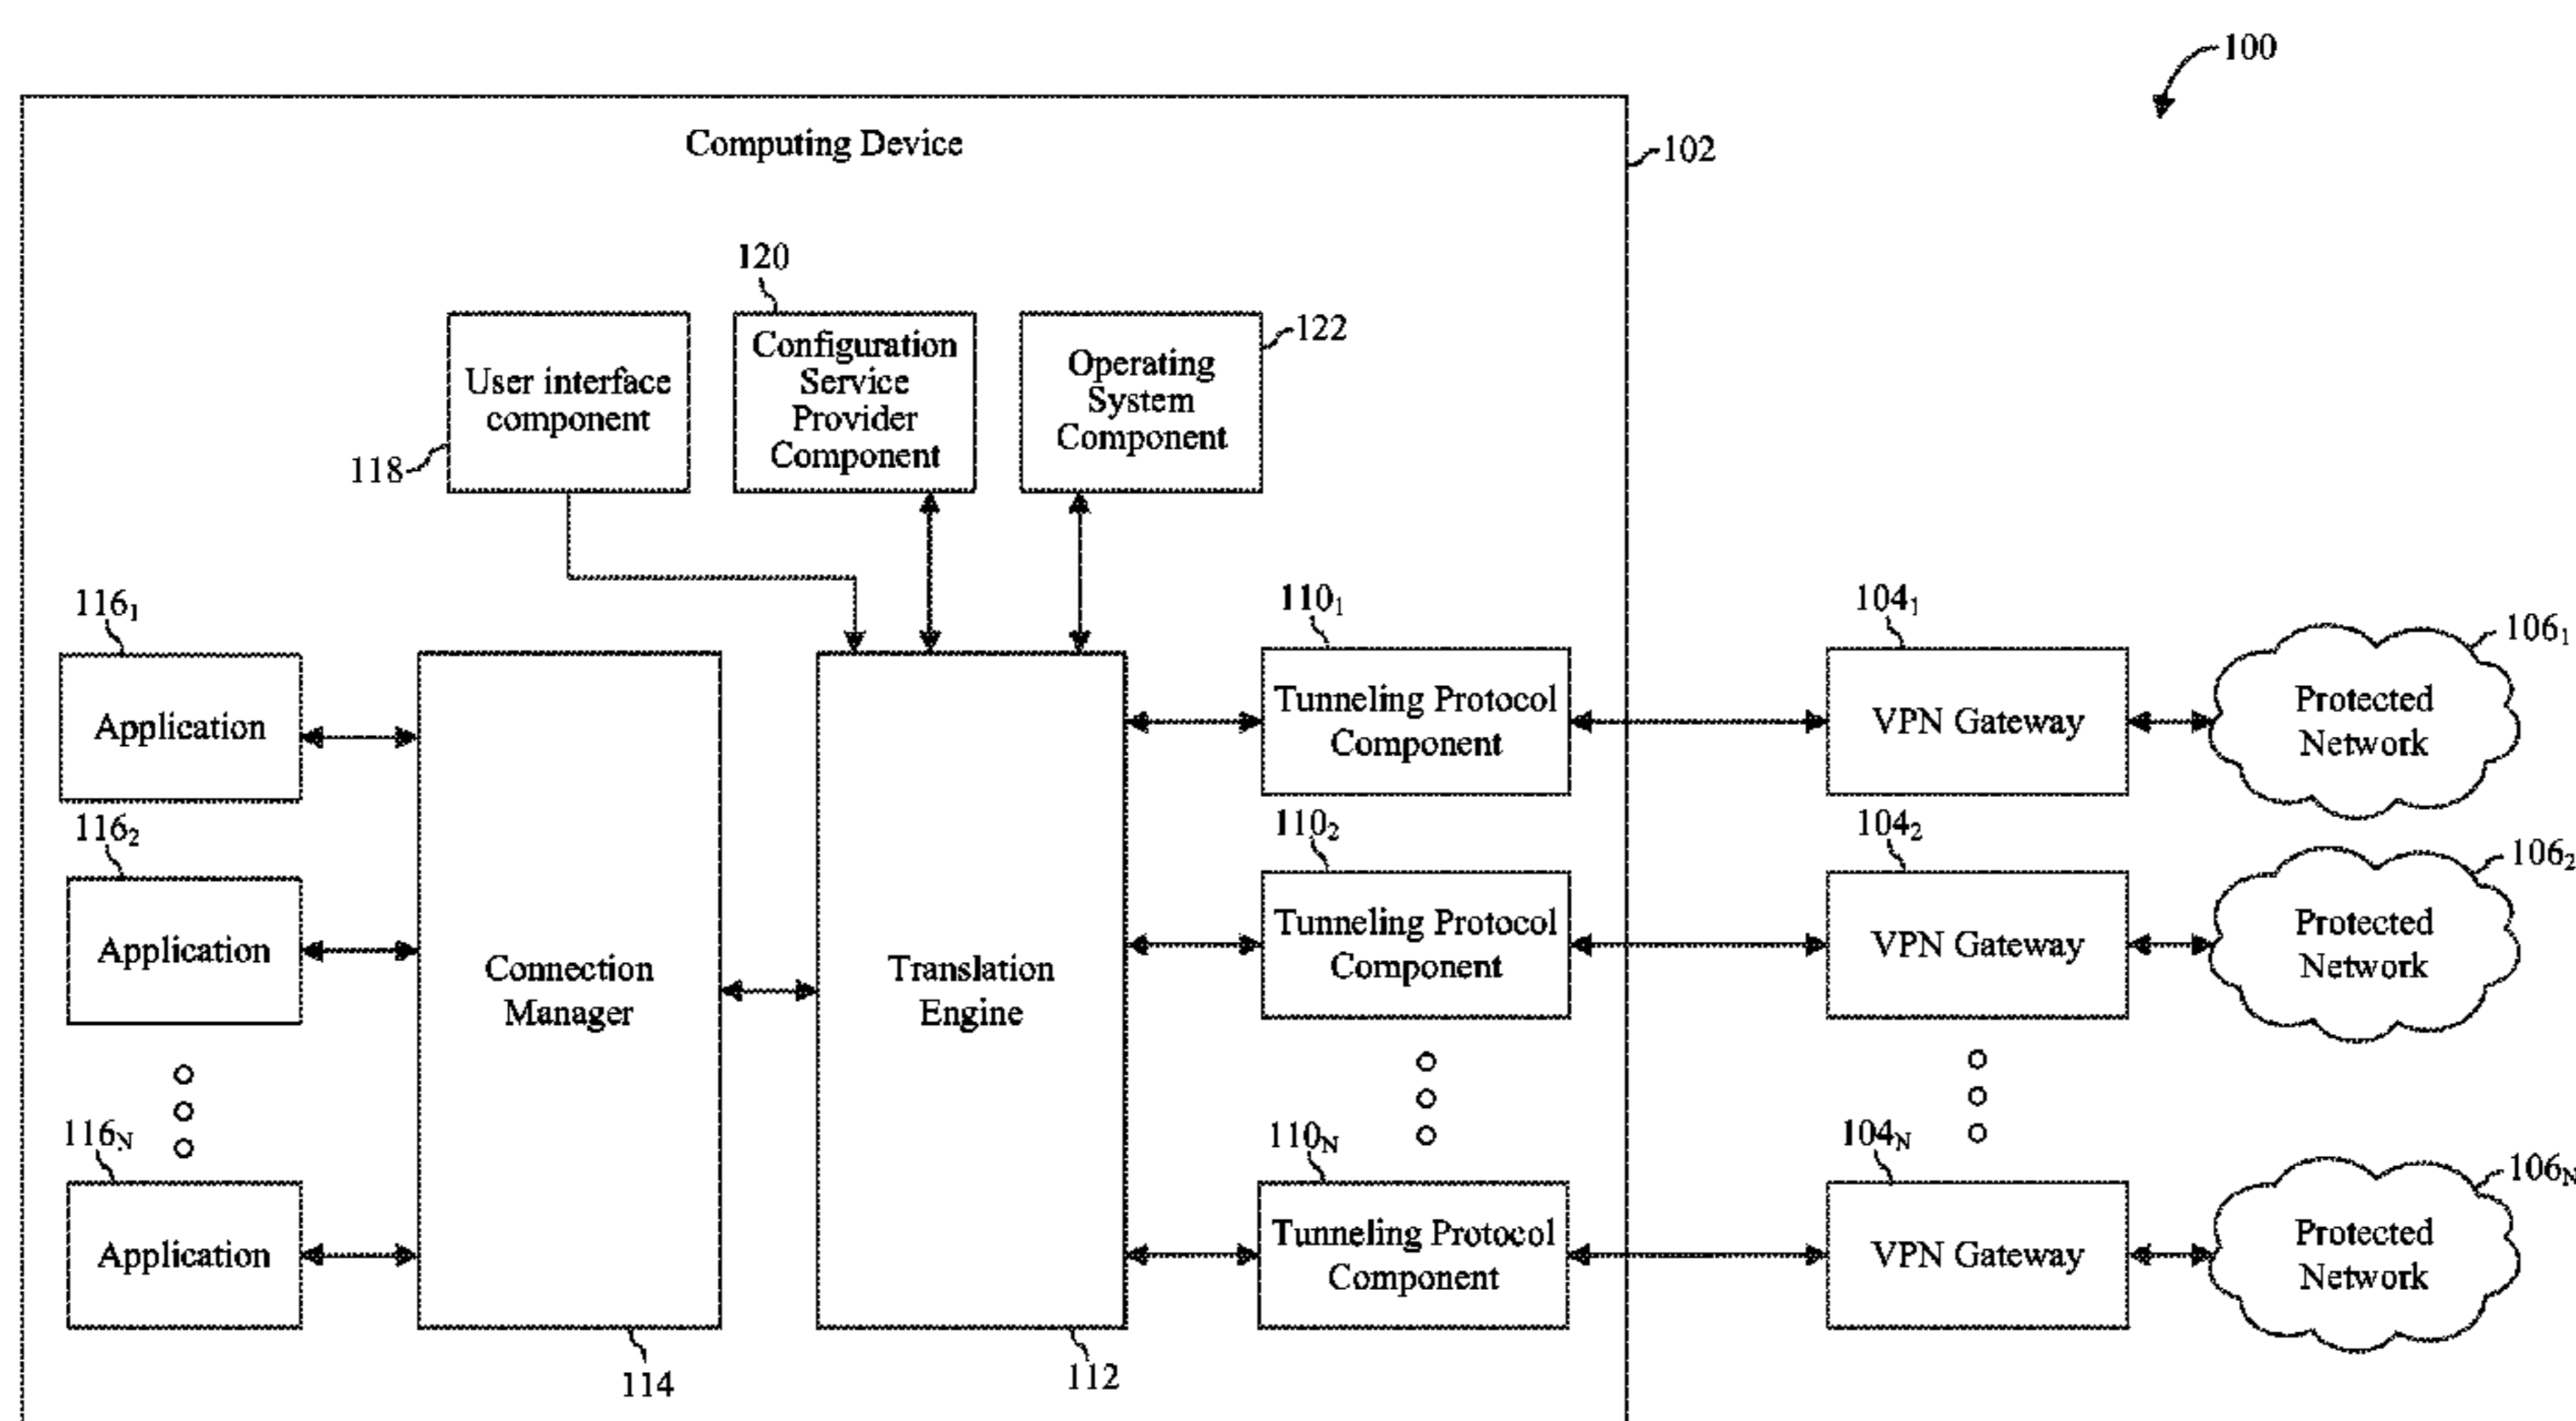 100
Computing Device
102
120
User interface
component
118
Configuration
Service
Provider
Component
Operating
System
Component
122
116₁
Application
116₂
Application
116N
Application
Connection
Manager
114
Translation
Engine
112
110₁
Tunneling Protocol
Component
110₂
Tunneling Protocol
Component
110N
Tunneling Protocol
Component
104₁
VPN Gateway
104₂
VPN Gateway
104N
VPN Gateway
106₁
Protected
Network
106₂
Protected
Network
106N
Protected
Network